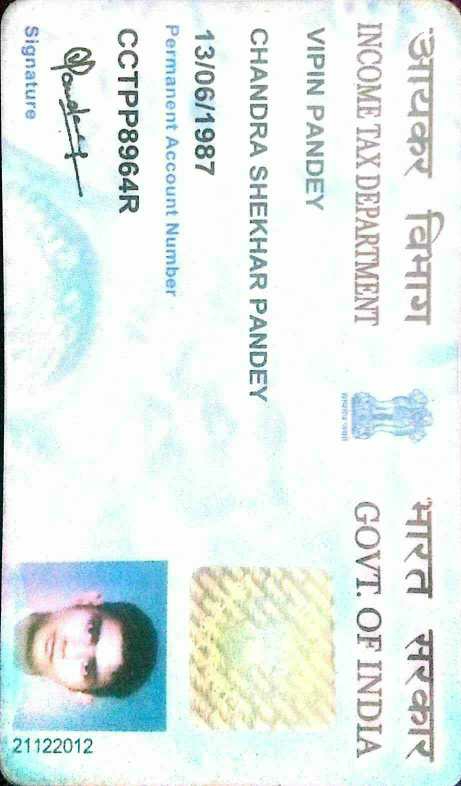 आयकर विभाग
INCOME TAX DEPARTMENT
भारत सरकार
GOVT. OF INDIA
सत्यमेव जयते
VIPIN PANDEY
CHANDRA SHEKHAR PANDEY
13/06/1987
Permanent Account Number
CCTPP8964R
Pandey
Signature
21122012